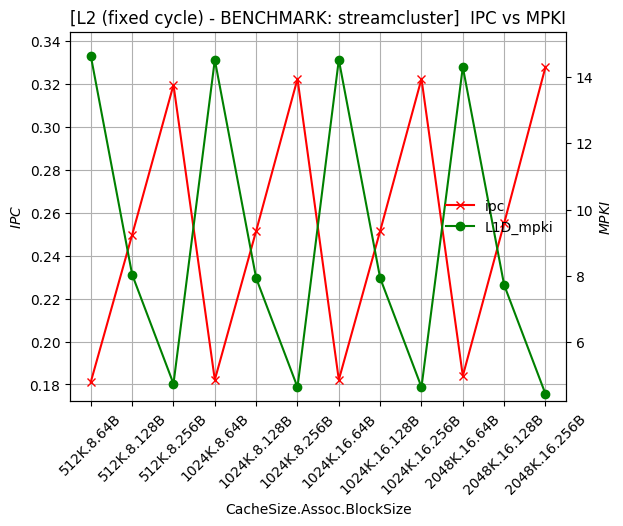 [L2 (fixed cycle) - BENCHMARK: streamcluster]  IPC vs MPKI
0.34
0.32
0.30
0.28
0.26
0.24
0.22
0.20
0.18
IPC
14
12
10
8
6
MPKI
ipc
L1D_mpki
512K.8.64B
512K.8.128B
512K.8.256B
1024K.8.64B
1024K.8.128B
1024K.8.256B
1024K.16.64B
1024K.16.128B
1024K.16.256B
2048K.16.64B
2048K.16.128B
2048K.16.256B
CacheSize.Assoc.BlockSize